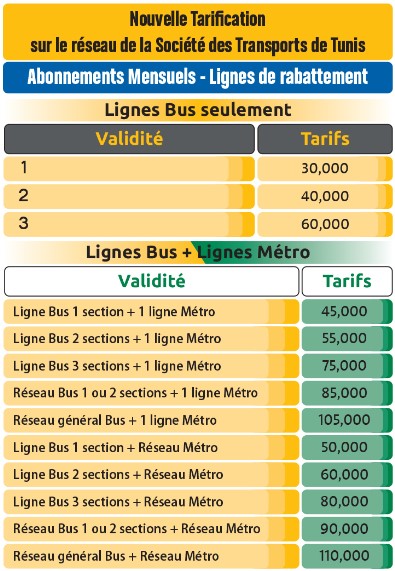 Nouvelle Tarification
sur le réseau de la Société des Transports de Tunis
Abonnements Mensuels - Lignes de rabattement
Lignes Bus seulement
Validité Tarifs
1 30,000
2 40,000
3 60,000
Lignes Bus + Lignes Métro
Validité Tarifs
Ligne Bus 1 section + 1 ligne Métro 45,000
Ligne Bus 2 sections + 1 ligne Métro 55,000
Ligne Bus 3 sections + 1 ligne Métro 75,000
Réseau Bus 1 ou 2 sections + 1 ligne Métro 85,000
Réseau général Bus + 1 ligne Métro 105,000
Ligne Bus 1 section + Réseau Métro 50,000
Ligne Bus 2 sections + Réseau Métro 60,000
Ligne Bus 3 sections + Réseau Métro 80,000
Réseau Bus 1 ou 2 sections + Réseau Métro 90,000
Réseau général Bus + Réseau Métro 110,000